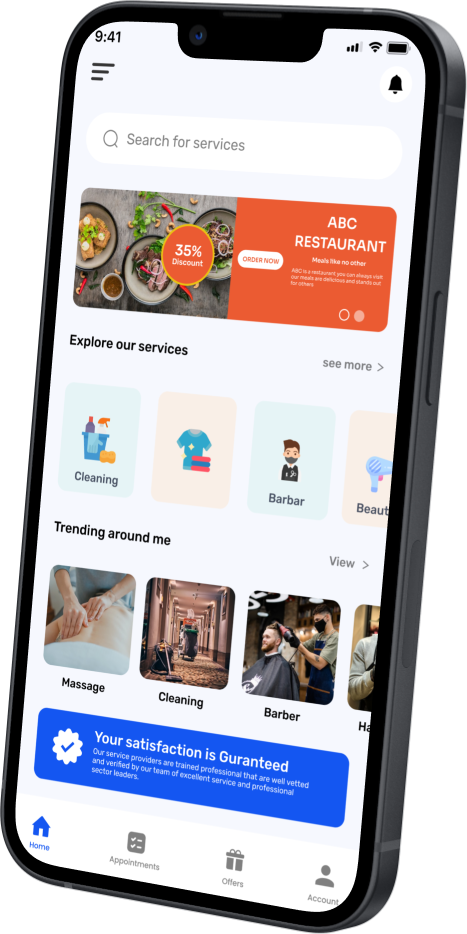 9:41
Search for services
35%
Discount
ORDER NOW
ABC
RESTAURANT
Meals like no other
ABC is a restaurant you can always visit
our meals are delicious and stands out
for others
Explore our services
see more >
Cleaning
Barbar
Beaut
Trending around me
View >
Massage
Cleaning
Barber
Ha
Your satisfaction is Guranteed
Our service providers are trained professional that are well vetted
and verified by our team of excellent service and professional
sector leaders.
Home
Appointments
Offers
Account